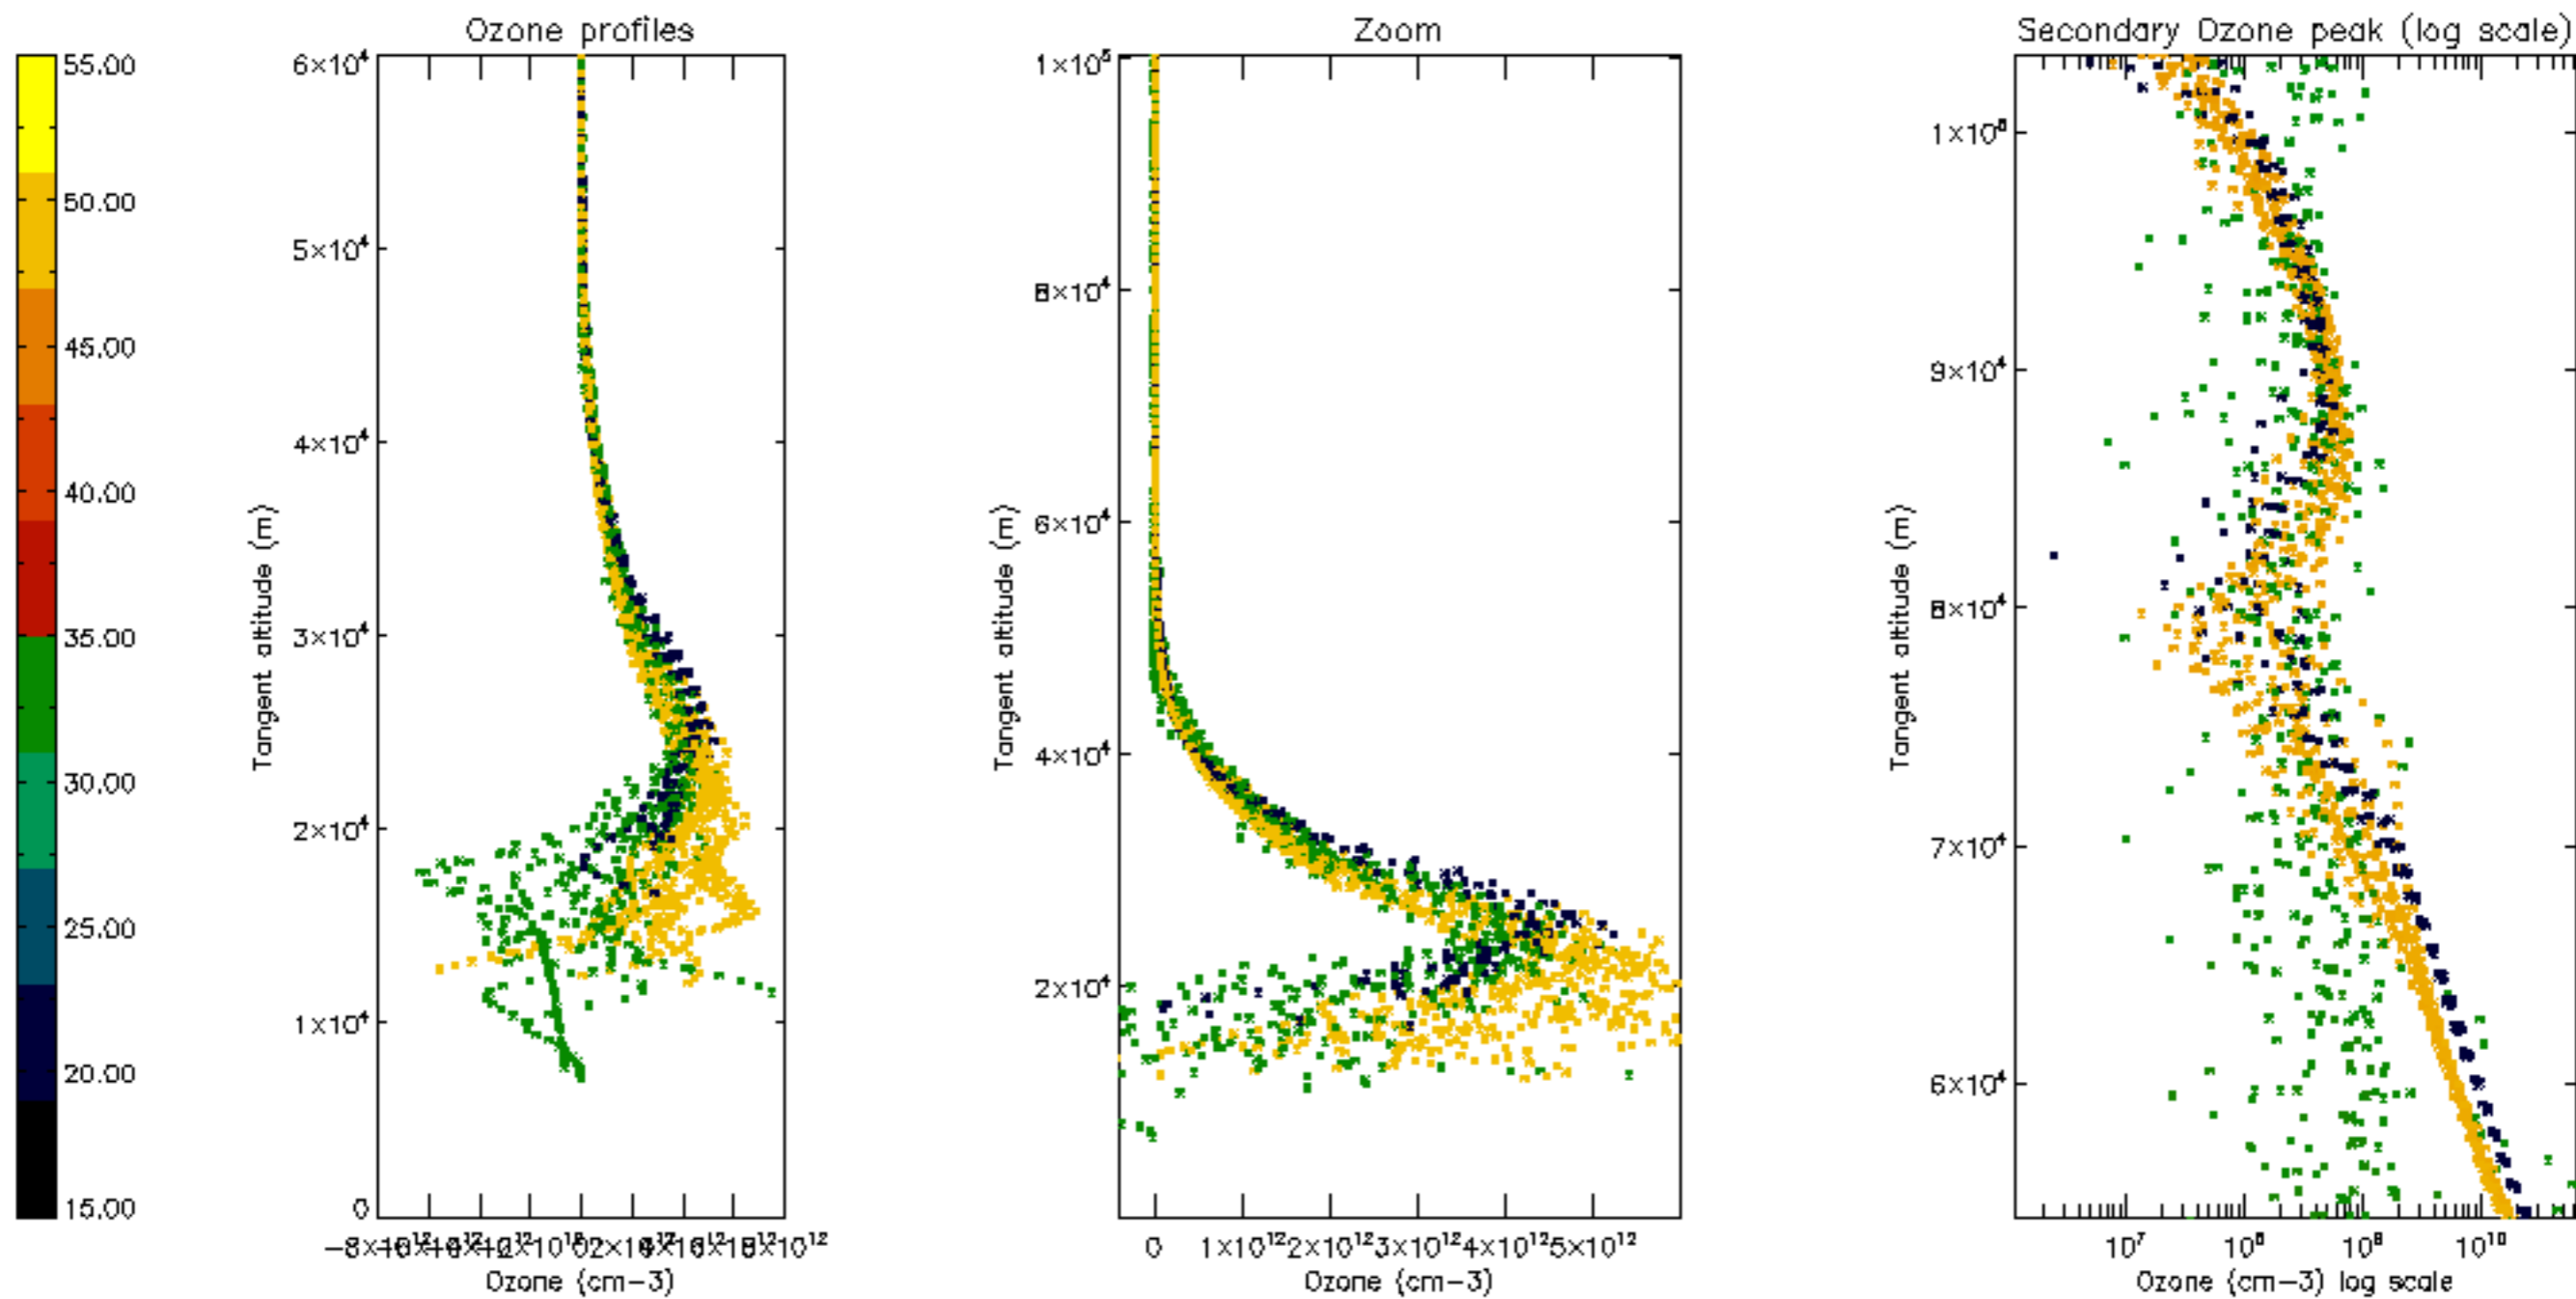 Ozone profiles
Zoom
Secondary Ozone peak (log scale)
55.00
50.00
45.00
40.00
35.00
30.00
25.00
20.00
15.00
Tangent altitude (m)
6×10⁴
5×10⁴
4×10⁴
3×10⁴
2×10⁴
1×10⁴
0
Ozone (cm-3)
Tangent altitude (m)
1×10⁵
8×10⁴
6×10⁴
4×10⁴
2×10⁴
0 1×10¹² 2×10¹² 3×10¹² 4×10¹² 5×10¹²
Ozone (cm-3)
Tangent altitude (m)
9×10⁴
8×10⁴
7×10⁴
6×10⁴
10⁷ 10⁸ 10⁹ 10¹⁰
Ozone (cm-3) log scale